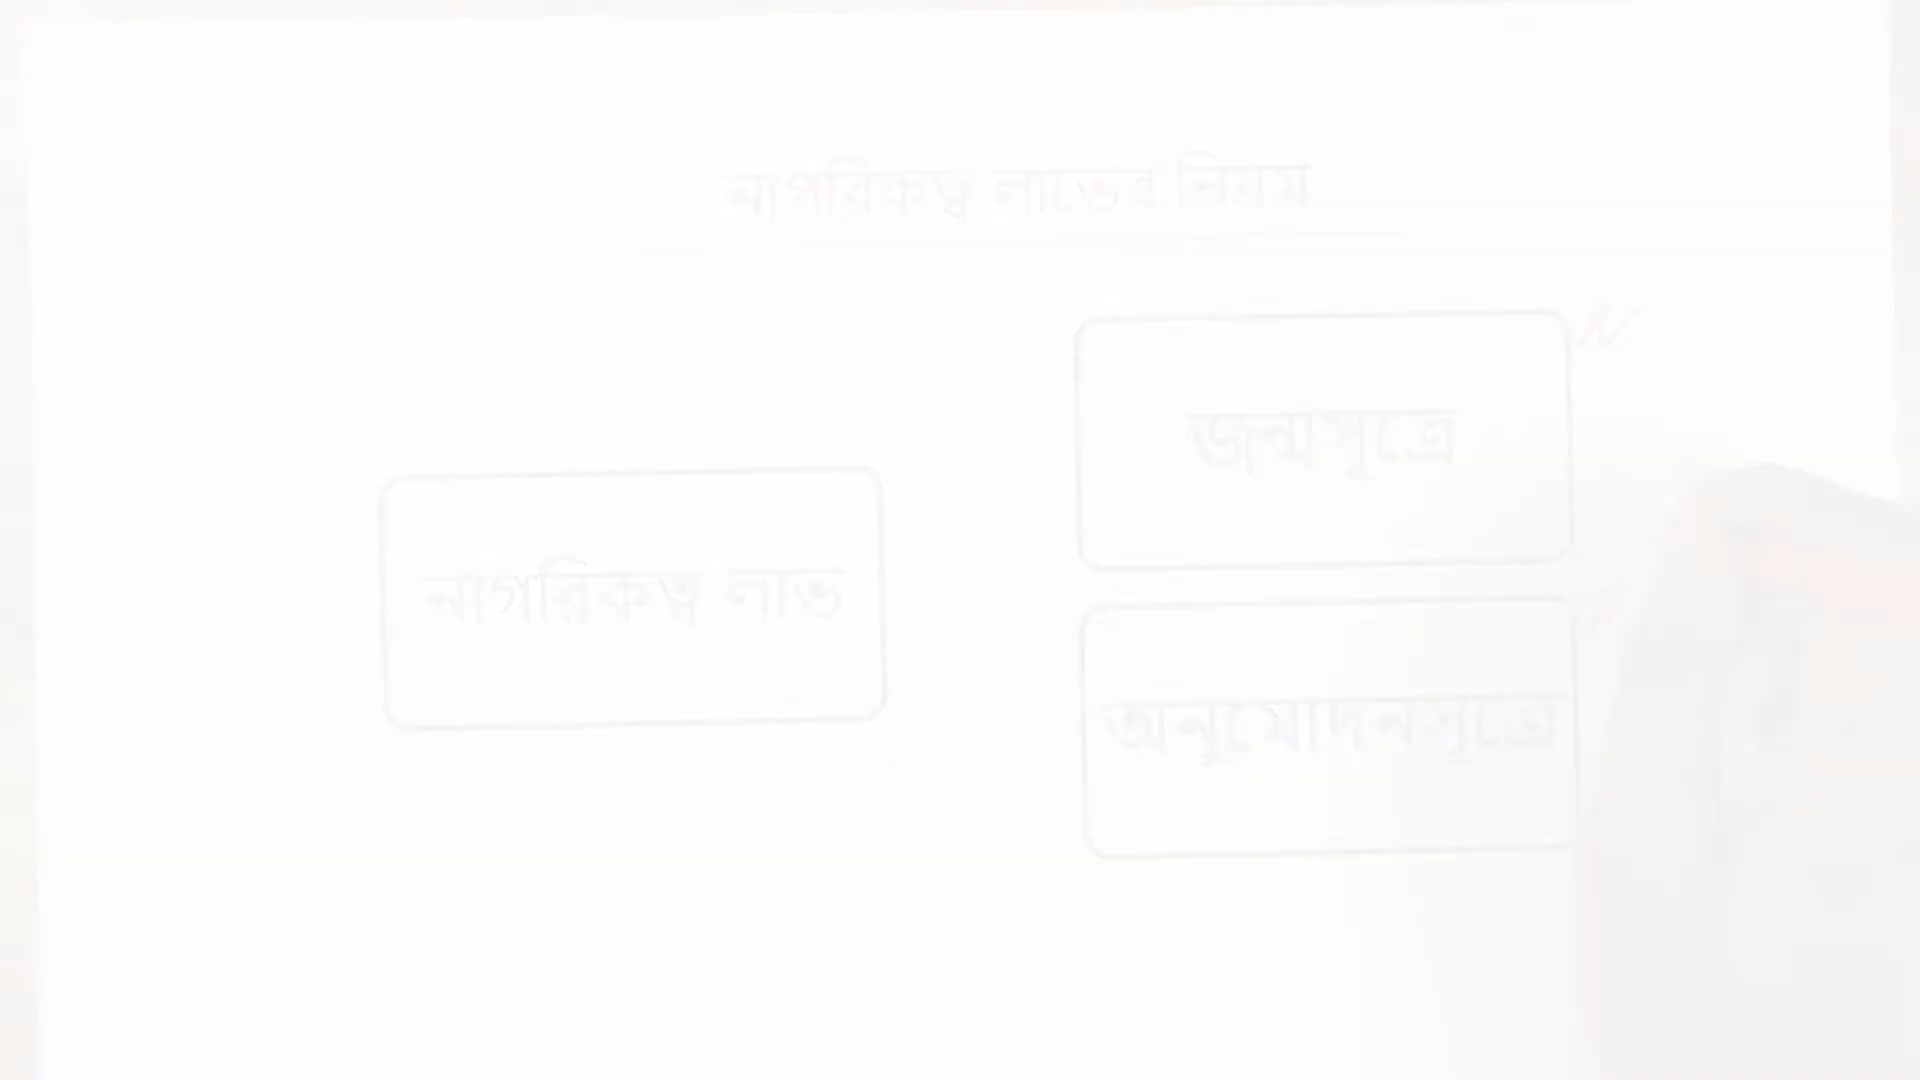 নাগরিকত্ব লাভের নিয়ম
জন্মসূত্রে
নাগরিকত্ব লাভ
অনুমোদনসূত্রে